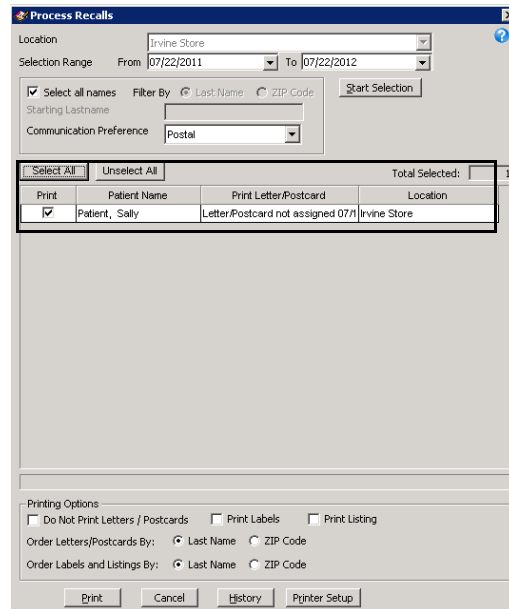 Process Recalls
Location Irvine Store
Selection Range From 07/22/2011 To 07/22/2012
Select all names Filter By Last Name ZIP Code Start Selection
Starting Lastname
Communication Preference Postal
Select All Unselect All Total Selected: 1
Print Patient Name Print Letter/Postcard Location
Patient, Sally Letter/Postcard not assigned 07/1 Irvine Store
Printing Options
Do Not Print Letters / Postcards Print Labels Print Listing
Order Letters/Postcards By: Last Name ZIP Code
Order Labels and Listings By: Last Name ZIP Code
Print Cancel History Printer Setup